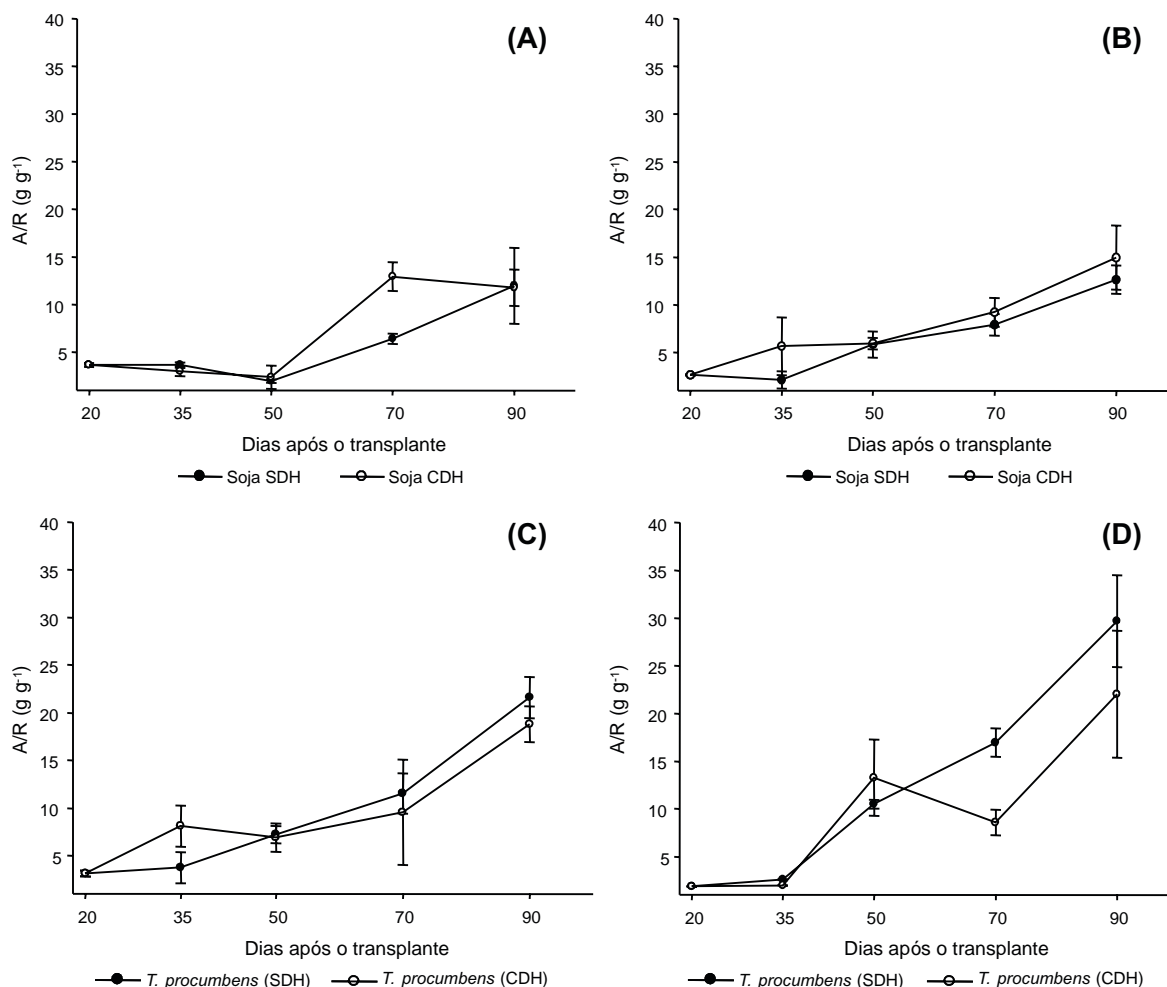 (A)
40
35
30
25
20
15
10
5
A/R (g g⁻¹)
20 35 50 70 90
Dias após o transplante
Soja SDH Soja CDH
(B)
40
35
30
25
20
15
10
5
A/R (g g⁻¹)
20 35 50 70 90
Dias após o transplante
Soja SDH Soja CDH
(C)
40
35
30
25
20
15
10
5
A/R (g g⁻¹)
20 35 50 70 90
Dias após o transplante
T. procumbens (SDH) T. procumbens (CDH)
(D)
40
35
30
25
20
15
10
5
A/R (g g⁻¹)
20 35 50 70 90
Dias após o transplante
T. procumbens (SDH) T. procumbens (CDH)